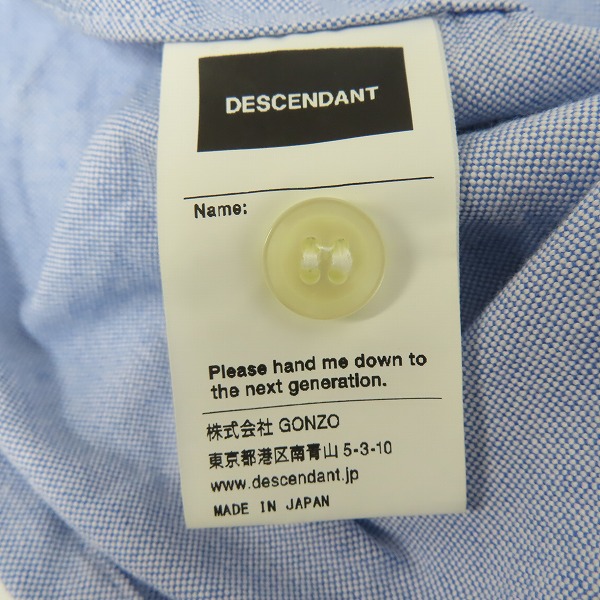 DESCENDANT
Name:
Please hand me down to
the next generation.
株式会社 GONZO
東京都港区南青山 5-3-10
www.descendant.jp
MADE IN JAPAN